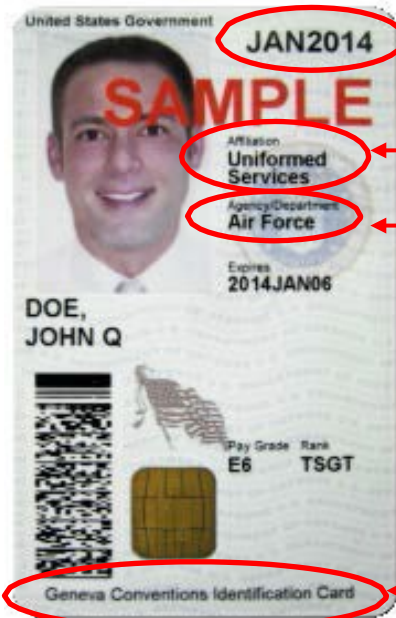 United States Government
JAN2014
SAMPLE
Affiliation
Uniformed
Services
Agency/Department
Air Force
Expires
2014JAN06
DOE,
JOHN Q
Pay Grade Rank
E6 TSGT
Geneva Conventions Identification Card